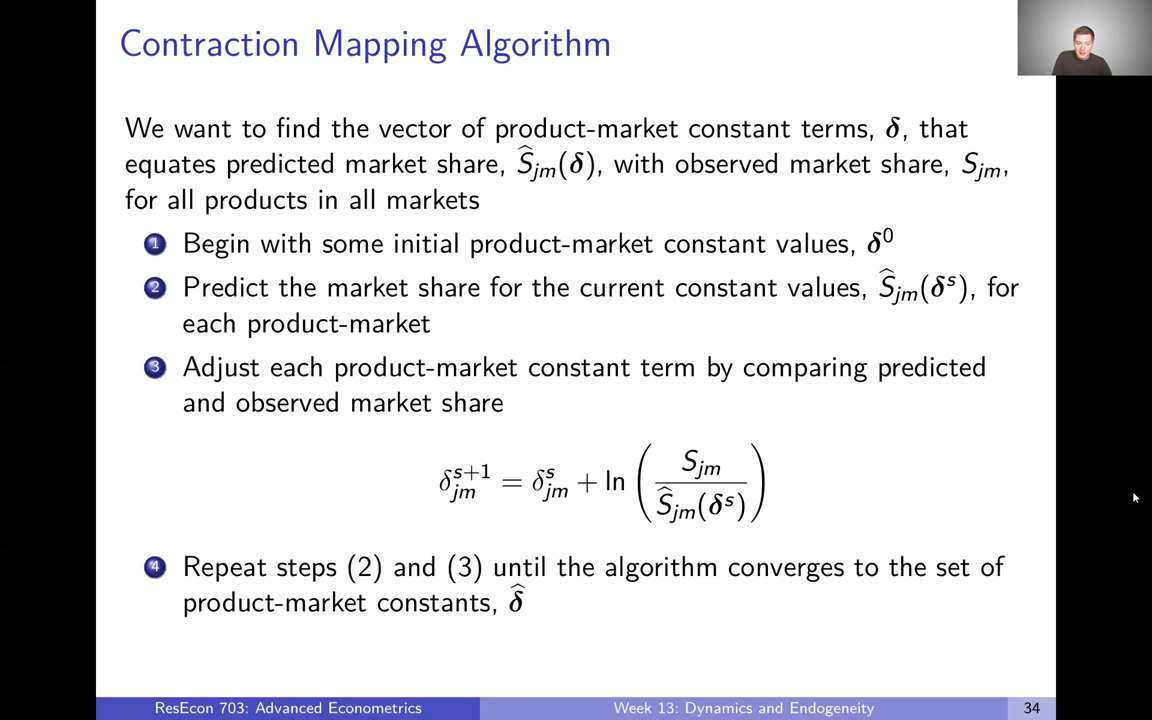 Contraction Mapping Algorithm
We want to find the vector of product-market constant terms, δ, that
equates predicted market share, Ŝ_jm(δ), with observed market share, S_jm,
for all products in all markets
1 Begin with some initial product-market constant values, δ^0
2 Predict the market share for the current constant values, Ŝ_jm(δ^s), for
each product-market
3 Adjust each product-market constant term by comparing predicted
and observed market share
δ_jm^{s+1} = δ_jm^s + ln ( S_jm / Ŝ_jm(δ^s) )
4 Repeat steps (2) and (3) until the algorithm converges to the set of
product-market constants, δ̂
ResEcon 703: Advanced Econometrics Week 13: Dynamics and Endogeneity 34